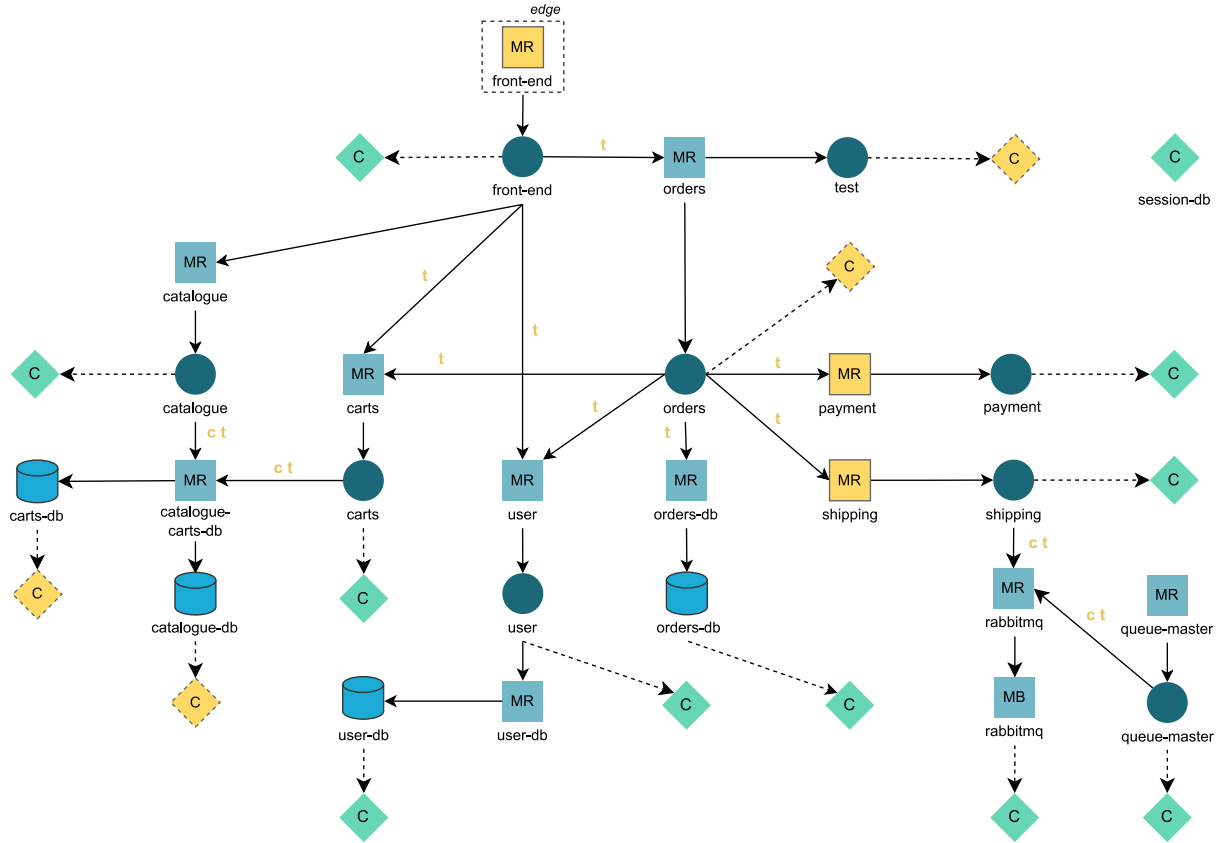 edge
MR
front-end
C
t
MR
C
C
front-end
orders
test
session-db
MR
catalogue
t
C
t
C
MR
t
t
MR
C
catalogue
carts
orders
payment
payment
t
t
c t
t
c t
MR
MR
MR
MR
C
carts-db
catalogue-
carts-db
carts
user
orders-db
shipping
shipping
c t
C
C
MR
MR
c t
catalogue-db
user
orders-db
rabbitmq
queue-master
C
MR
C
C
MB
user-db
user-db
rabbitmq
queue-master
C
C
C